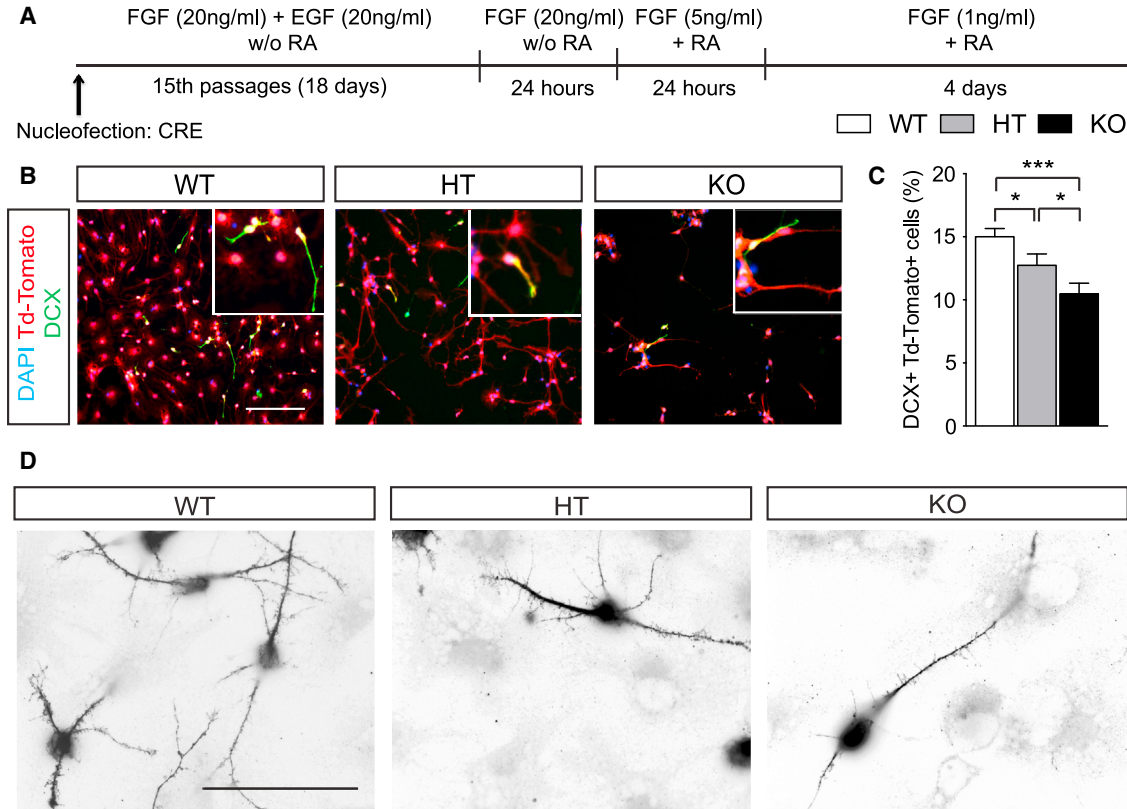 A
FGF (20ng/ml) + EGF (20ng/ml)
w/o RA
FGF (20ng/ml)
w/o RA
FGF (5ng/ml)
+ RA
FGF (1ng/ml)
+ RA
15th passages (18 days)
24 hours
24 hours
4 days
Nucleofection: CRE
WT HT KO
B
WT HT KO
DAPI Td-Tomato
DCX
C
DCX+ Td-Tomato+ cells (%)
20
15
10
5
0
***
* *
D
WT HT KO